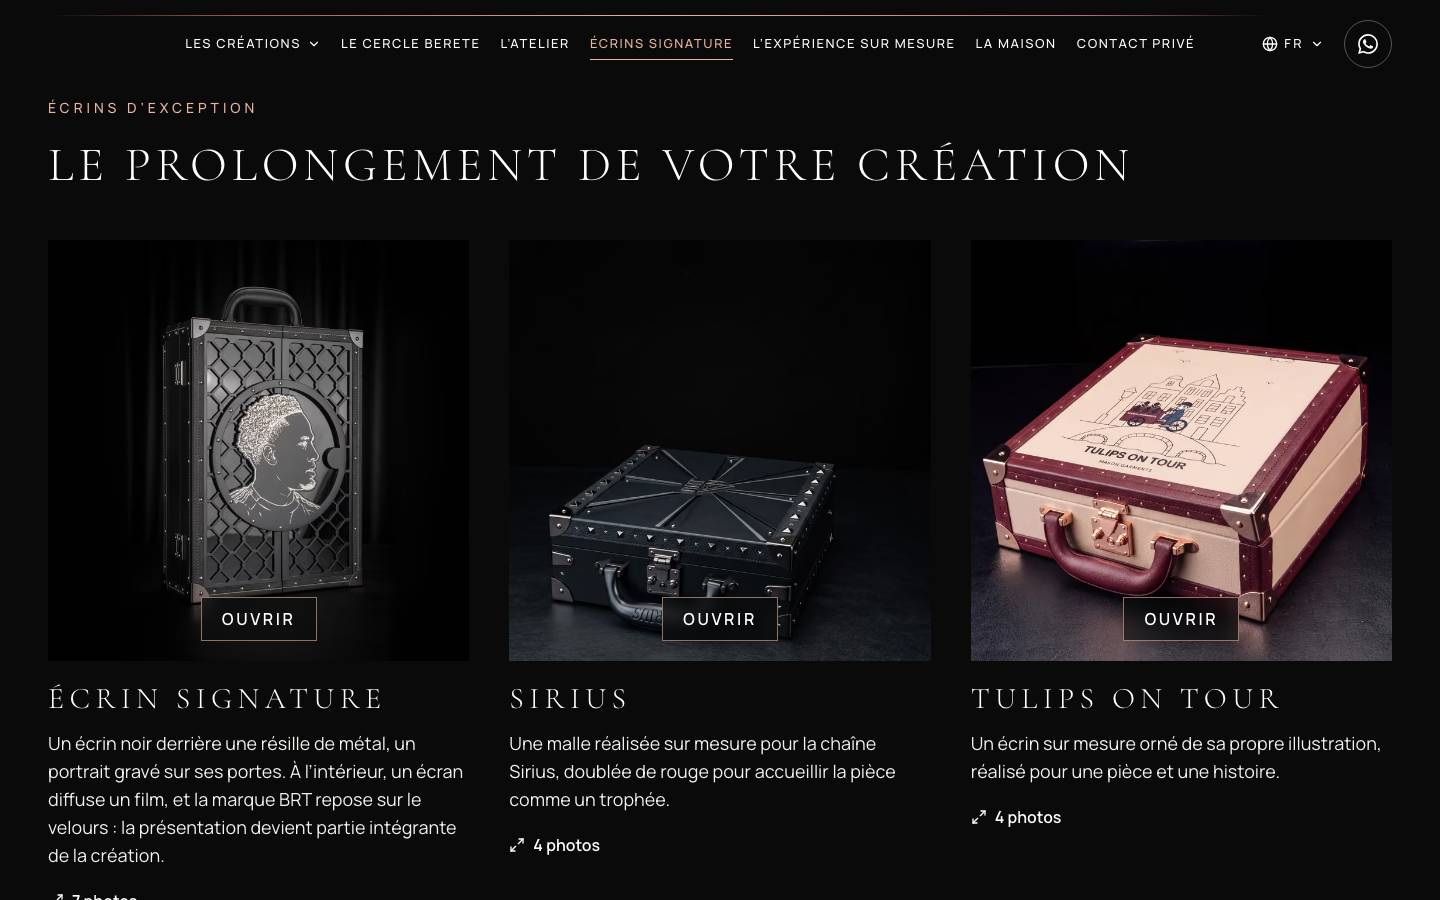 LES CRÉATIONS
LE CERCLE BERETE
L'ATELIER
ÉCRINS SIGNATURE
L'EXPÉRIENCE SUR MESURE
LA MAISON
CONTACT PRIVÉ
FR
ÉCRINS D'EXCEPTION
LE PROLONGEMENT DE VOTRE CRÉATION
TULIPS ON TOUR
OUVRIR
OUVRIR
OUVRIR
ÉCRIN SIGNATURE
Un écrin noir derrière une résille de métal, un
portrait gravé sur ses portes. À l'intérieur, un écran
diffuse un film, et la marque BRT repose sur le
velours : la présentation devient partie intégrante
de la création.
7 photos
SIRIUS
Une malle réalisée sur mesure pour la chaîne
Sirius, doublée de rouge pour accueillir la pièce
comme un trophée.
4 photos
TULIPS ON TOUR
Un écrin sur mesure orné de sa propre illustration,
réalisé pour une pièce et une histoire.
4 photos